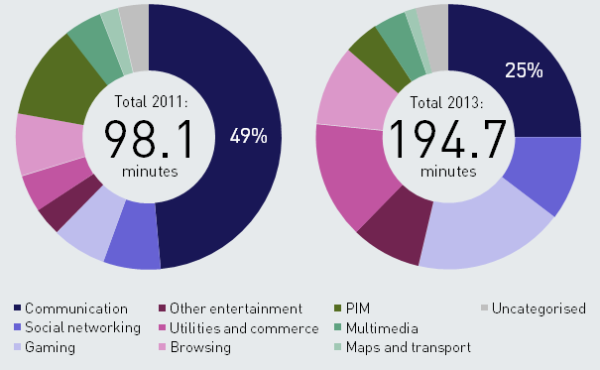 Total 2011:
98.1
minutes
49%
Total 2013:
194.7
minutes
25%
Communication
Social networking
Gaming
Other entertainment
Utilities and commerce
Browsing
PIM
Multimedia
Maps and transport
Uncategorised